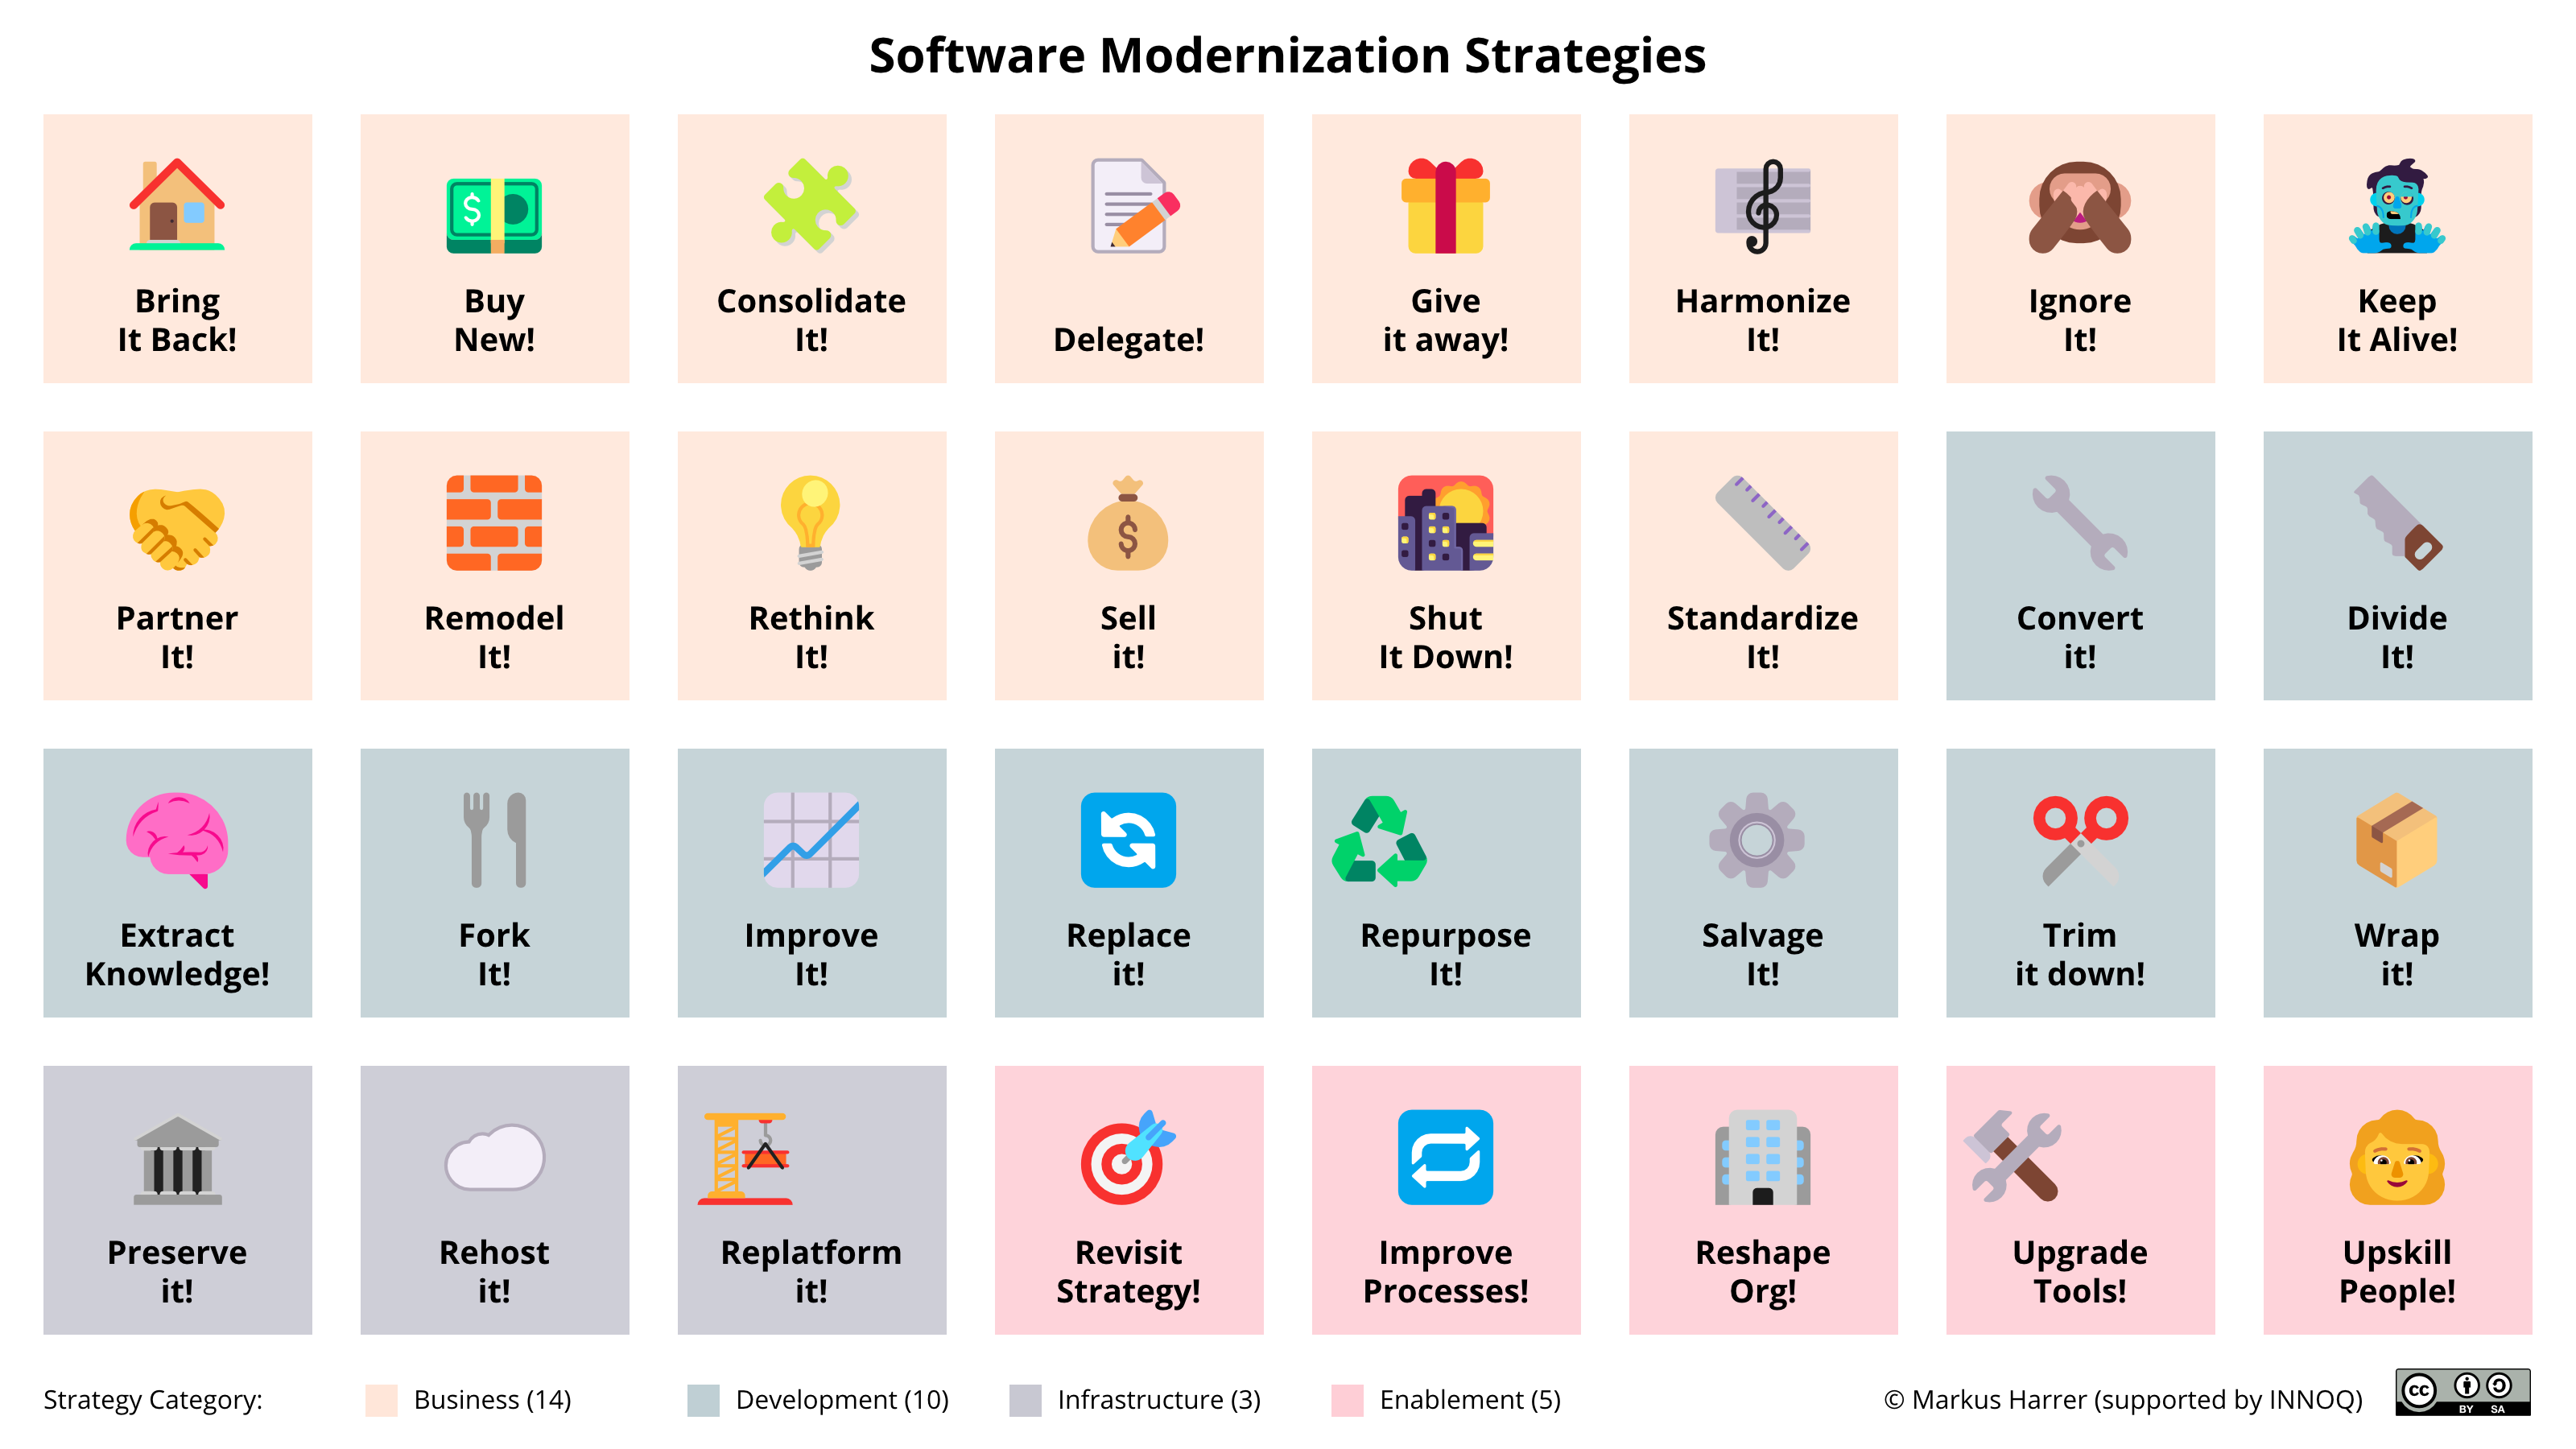 Software Modernization Strategies
Bring
It Back!
Buy
New!
Consolidate
It!
Delegate!
Give
it away!
Harmonize
It!
Ignore
It!
Keep
It Alive!
Partner
It!
Remodel
It!
Rethink
It!
Sell
it!
Shut
It Down!
Standardize
It!
Convert
it!
Divide
It!
Extract
Knowledge!
Fork
It!
Improve
It!
Replace
it!
Repurpose
It!
Salvage
It!
Trim
it down!
Wrap
it!
Preserve
it!
Rehost
it!
Replatform
it!
Revisit
Strategy!
Improve
Processes!
Reshape
Org!
Upgrade
Tools!
Upskill
People!
Strategy Category:
Business (14)
Development (10)
Infrastructure (3)
Enablement (5)
© Markus Harrer (supported by INNOQ)
cc
BY SA